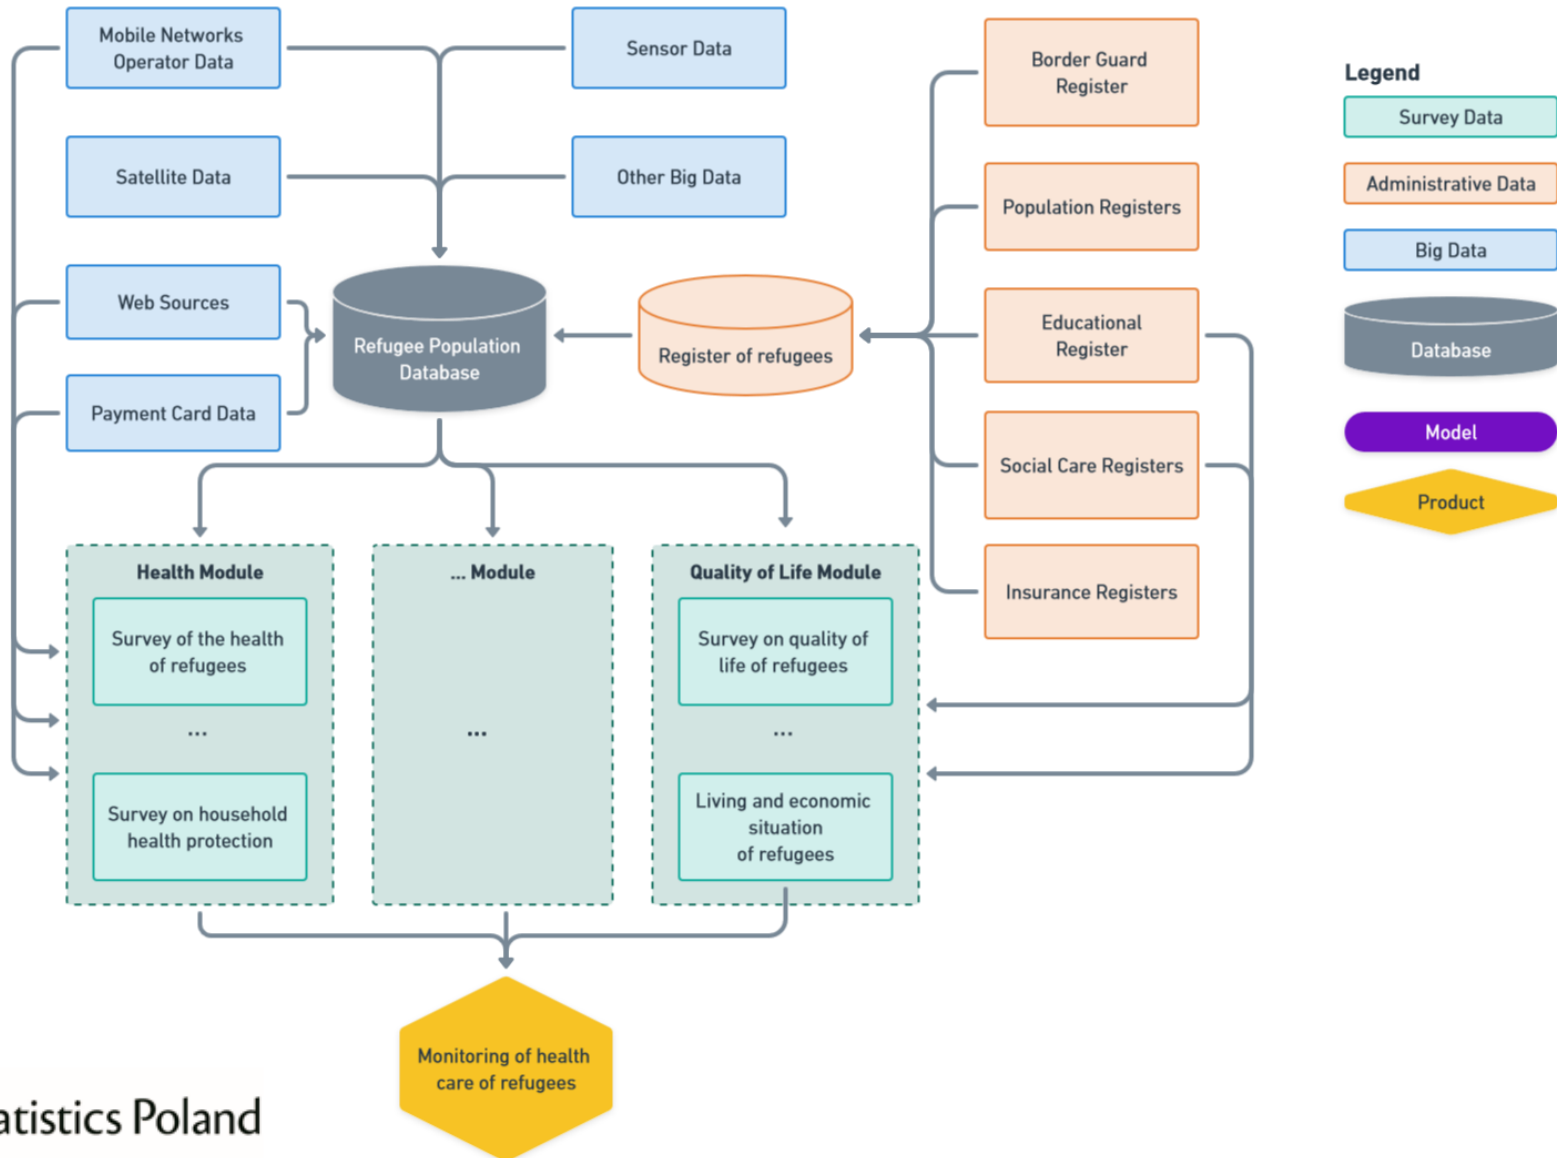 Mobile Networks
Operator Data
Sensor Data
Satellite Data
Other Big Data
Web Sources
Payment Card Data
Refugee Population
Database
Register of refugees
Border Guard
Register
Population Registers
Educational
Register
Social Care Registers
Insurance Registers
Legend
Survey Data
Administrative Data
Big Data
Database
Model
Product
Health Module
Survey of the health
of refugees
...
Survey on household
health protection
... Module
...
Quality of Life Module
Survey on quality of
life of refugees
...
Living and economic
situation
of refugees
Monitoring of health
care of refugees
atistics Poland